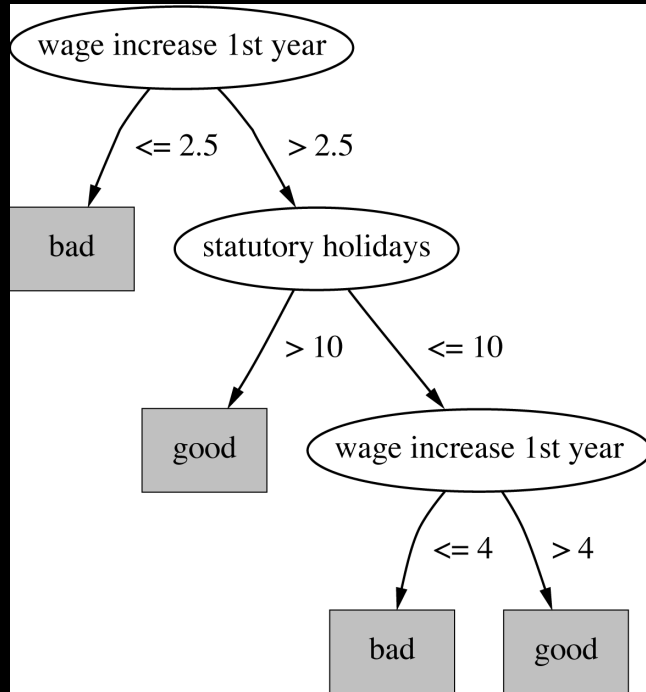 wage increase 1st year
<= 2.5
> 2.5
bad
statutory holidays
> 10
<= 10
good
wage increase 1st year
<= 4
> 4
bad
good